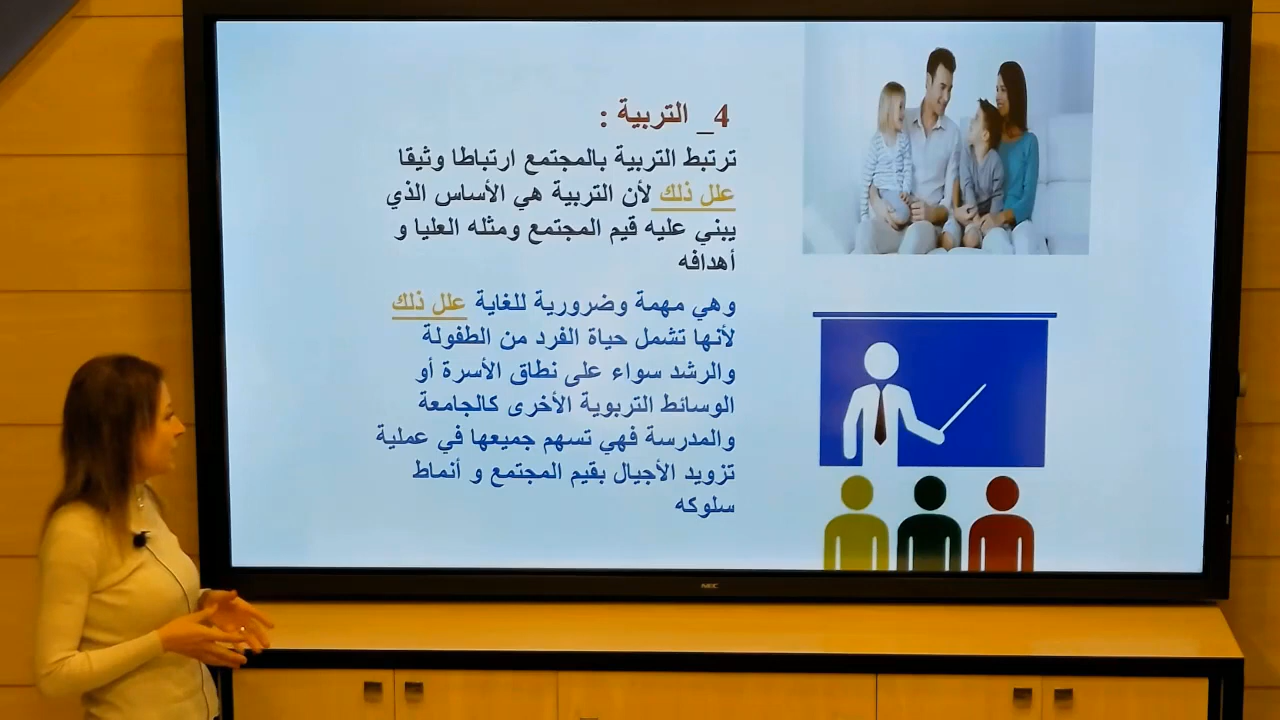 4_ التربية :
ترتبط التربية بالمجتمع ارتباطا وثيقا
علل ذلك لأن التربية هي الأساس الذي
يبني عليه قيم المجتمع ومثله العليا و
أهدافه
وهي مهمة وضرورية للغاية علل ذلك
لأنها تشمل حياة الفرد من الطفولة
والرشد سواء على نطاق الأسرة أو
الوسائط التربوية الأخرى كالجامعة
والمدرسة فهي تسهم جميعها في عملية
تزويد الأجيال بقيم المجتمع و أنماط
سلوكه
NEC